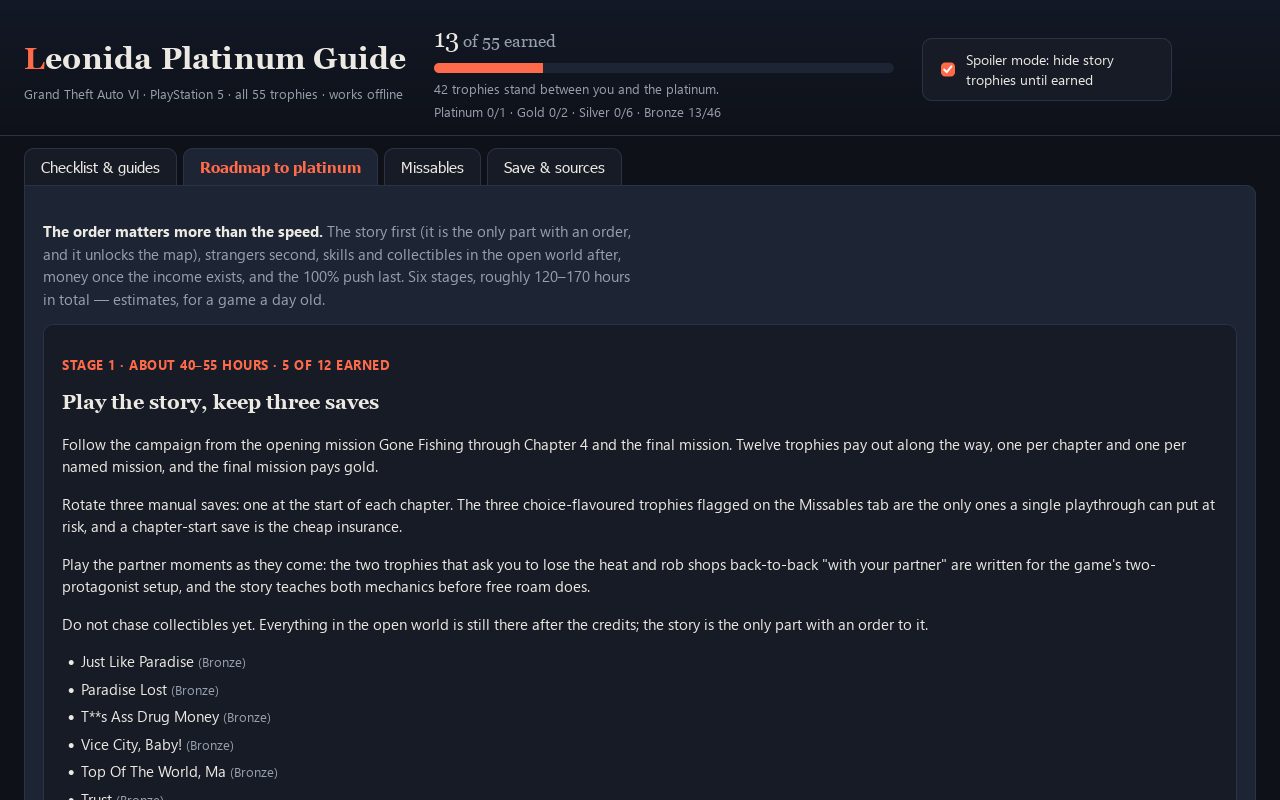 Leonida Platinum Guide
Grand Theft Auto VI · PlayStation 5 · all 55 trophies · works offline
13 of 55 earned
42 trophies stand between you and the platinum.
Platinum 0/1 · Gold 0/2 · Silver 0/6 · Bronze 13/46
Spoiler mode: hide story
trophies until earned
Checklist & guides
Roadmap to platinum
Missables
Save & sources
The order matters more than the speed. The story first (it is the only part with an order,
and it unlocks the map), strangers second, skills and collectibles in the open world after,
money once the income exists, and the 100% push last. Six stages, roughly 120–170 hours
in total — estimates, for a game a day old.
STAGE 1 · ABOUT 40–55 HOURS · 5 OF 12 EARNED
Play the story, keep three saves
Follow the campaign from the opening mission Gone Fishing through Chapter 4 and the final mission. Twelve trophies pay out along the way, one per chapter and one per
named mission, and the final mission pays gold.
Rotate three manual saves: one at the start of each chapter. The three choice-flavoured trophies flagged on the Missables tab are the only ones a single playthrough can put at
risk, and a chapter-start save is the cheap insurance.
Play the partner moments as they come: the two trophies that ask you to lose the heat and rob shops back-to-back "with your partner" are written for the game's two-
protagonist setup, and the story teaches both mechanics before free roam does.
Do not chase collectibles yet. Everything in the open world is still there after the credits; the story is the only part with an order to it.
• Just Like Paradise (Bronze)
• Paradise Lost (Bronze)
• T**s Ass Drug Money (Bronze)
• Vice City, Baby! (Bronze)
• Top Of The World, Ma (Bronze)
• Trust (Bronze)